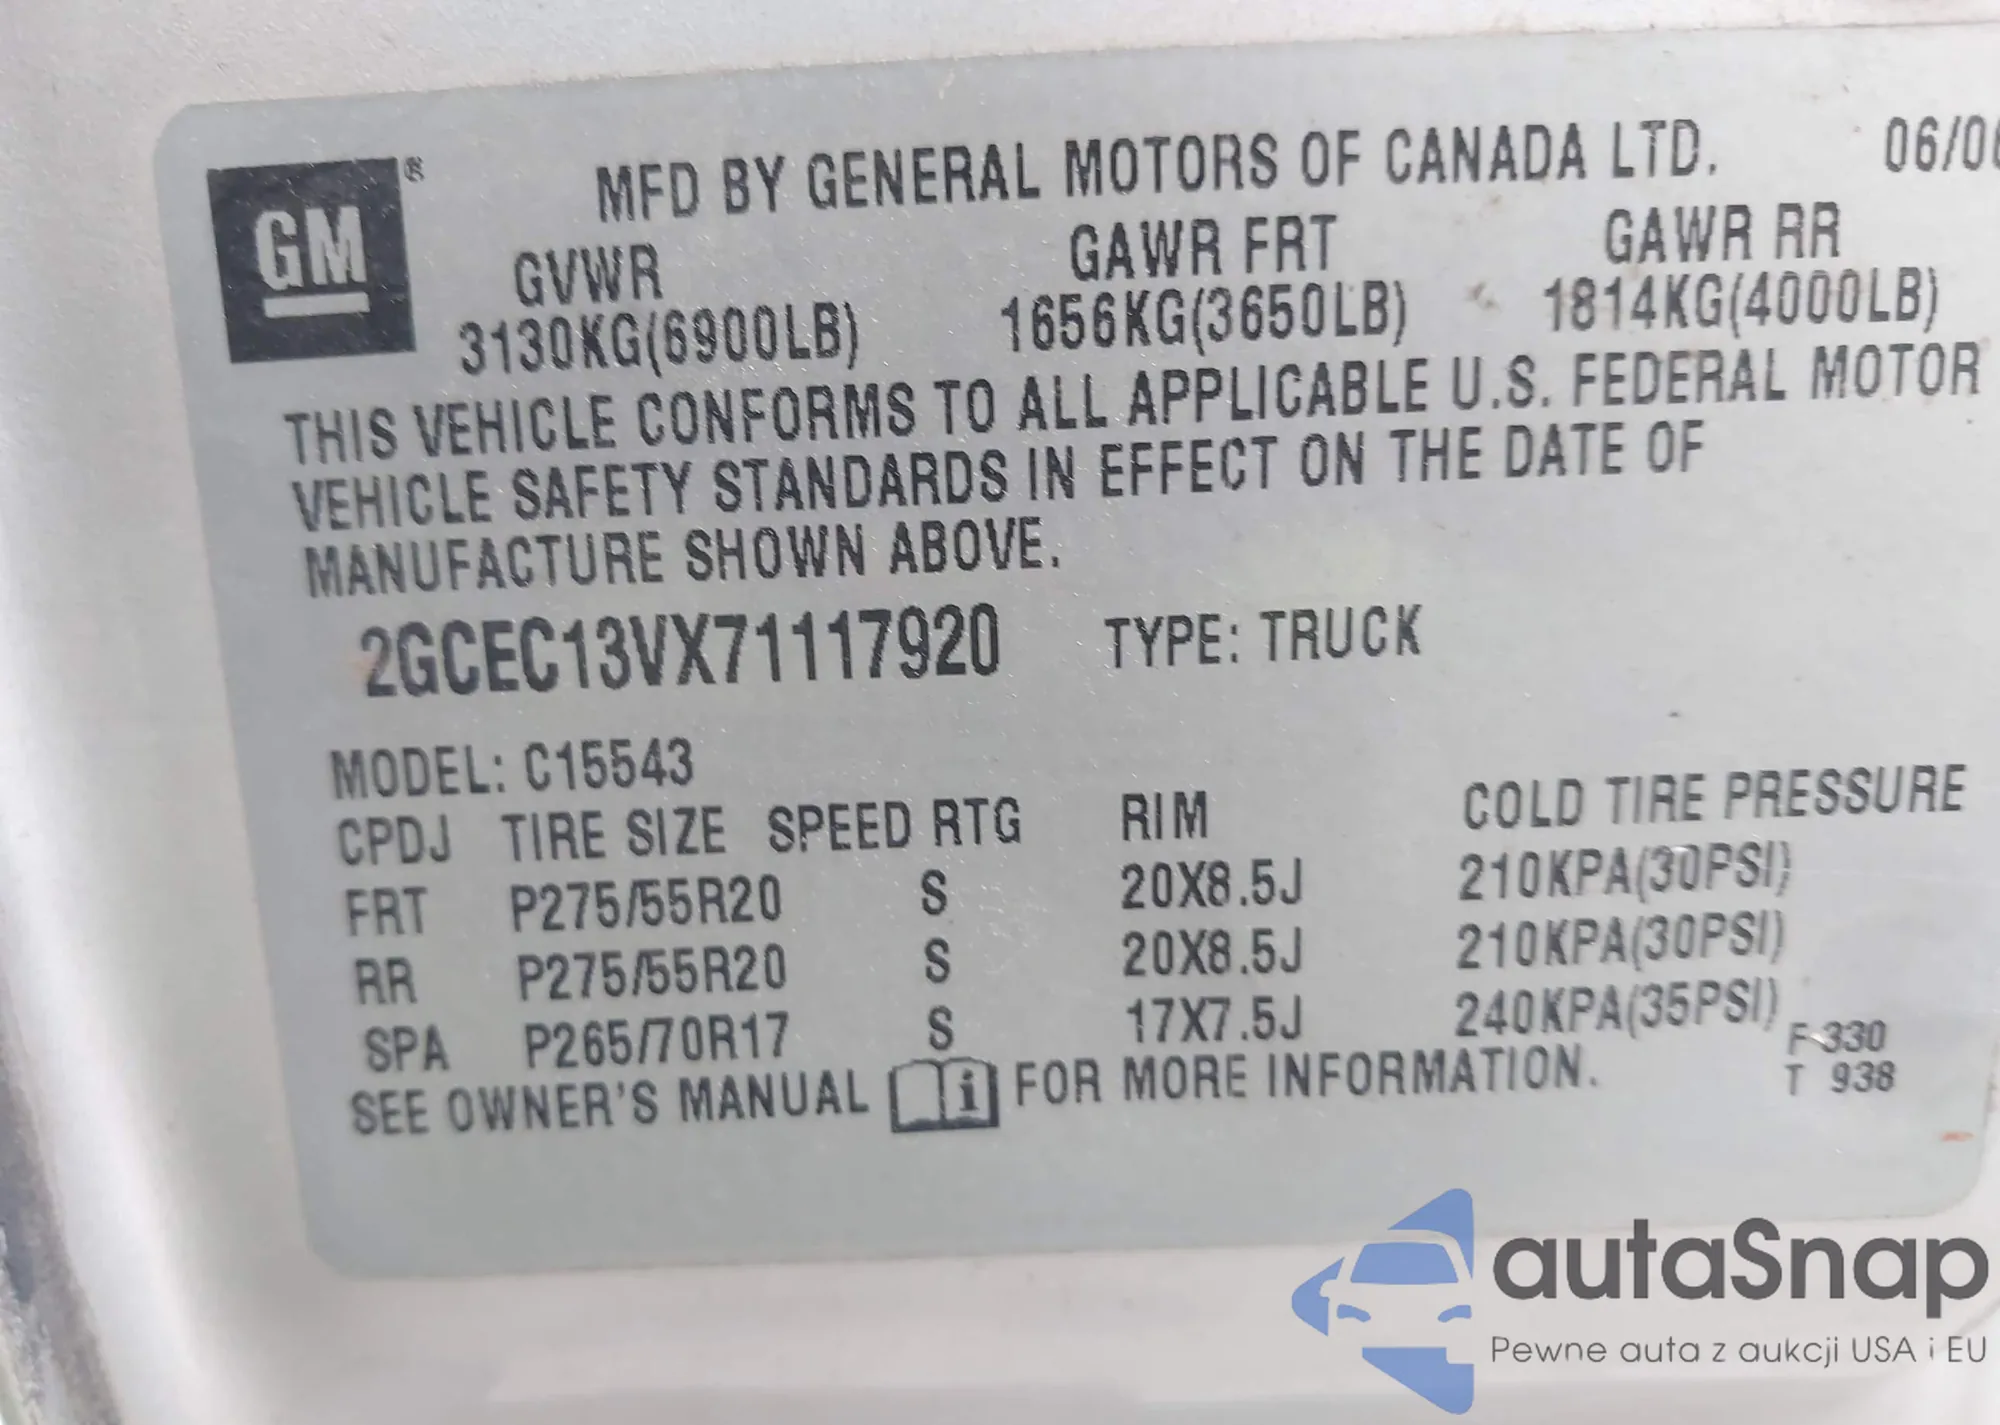 GM®
MFD BY GENERAL MOTORS OF CANADA LTD. 06/06
GVWR GAWR FRT GAWR RR
3130KG(6900LB) 1656KG(3650LB) 1814KG(4000LB)
THIS VEHICLE CONFORMS TO ALL APPLICABLE U.S. FEDERAL MOTOR
VEHICLE SAFETY STANDARDS IN EFFECT ON THE DATE OF
MANUFACTURE SHOWN ABOVE.
2GCEC13VX71117920 TYPE: TRUCK
MODEL: C15543
CPDJ TIRE SIZE SPEED RTG RIM COLD TIRE PRESSURE
FRT P275/55R20 S 20X8.5J 210KPA(30PSI)
RR P275/55R20 S 20X8.5J 210KPA(30PSI)
SPA P265/70R17 S 17X7.5J 240KPA(35PSI)
F-330
T 938
SEE OWNER'S MANUAL i FOR MORE INFORMATION.
autaSnap
Pewne auta z aukcji USA i EU